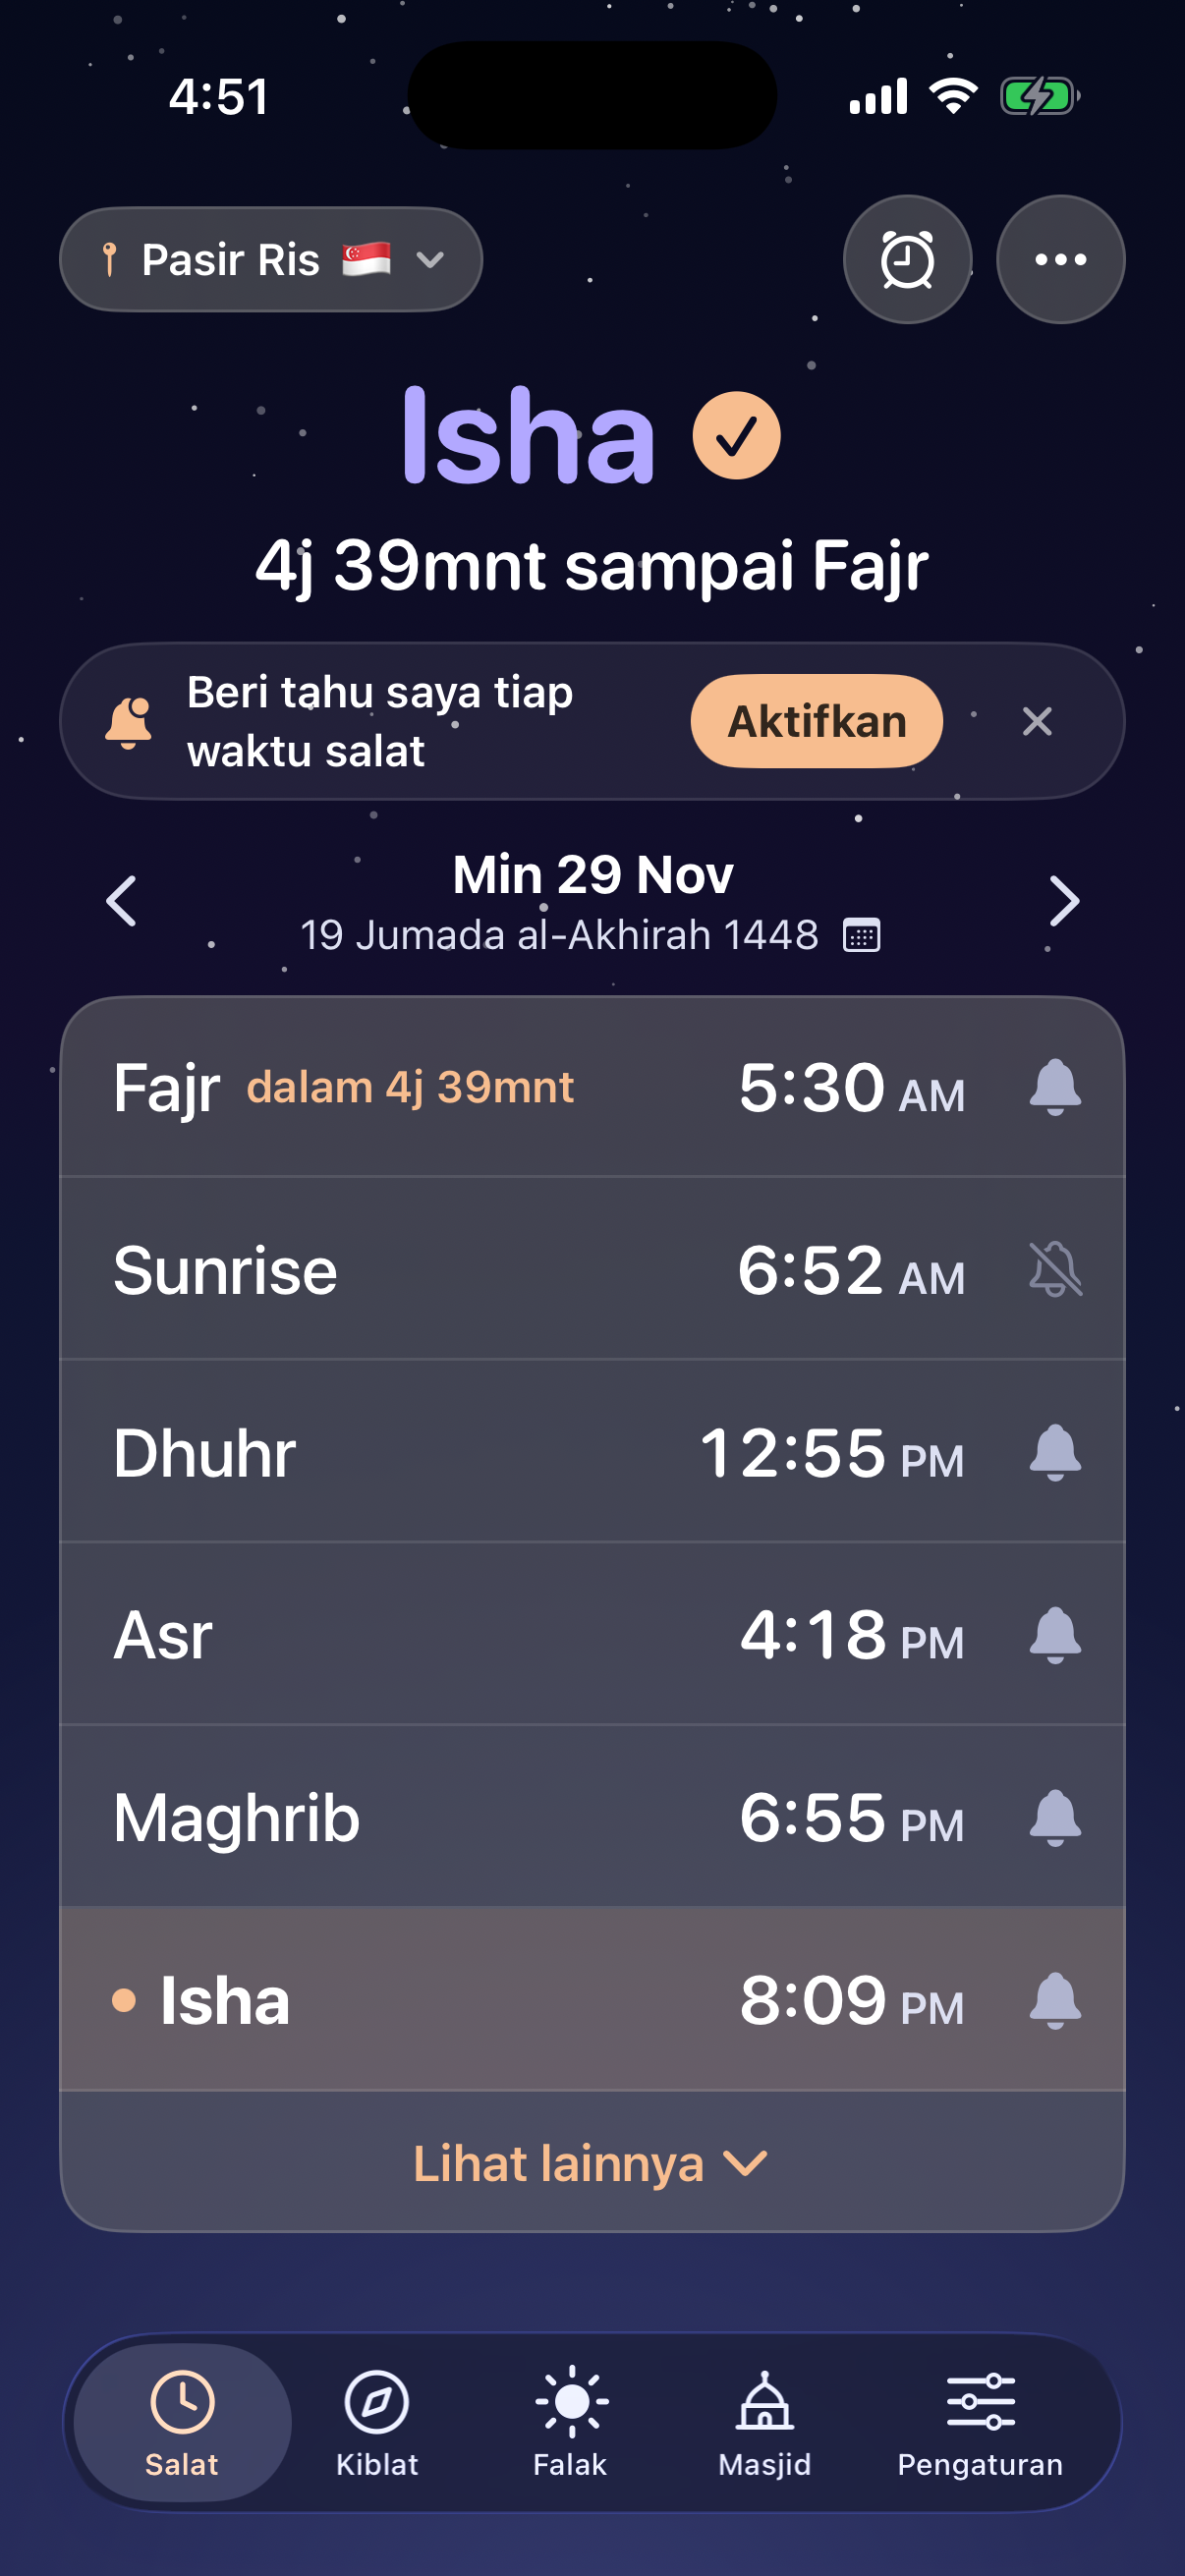 4:51
Pasir Ris 🇸🇬
Isha
4j 39mnt sampai Fajr
Beri tahu saya tiap
waktu salat
Aktifkan
Min 29 Nov
19 Jumada al-Akhirah 1448
Fajr dalam 4j 39mnt 5:30 AM
Sunrise 6:52 AM
Dhuhr 12:55 PM
Asr 4:18 PM
Maghrib 6:55 PM
Isha 8:09 PM
Lihat lainnya
Salat Kiblat Falak Masjid Pengaturan